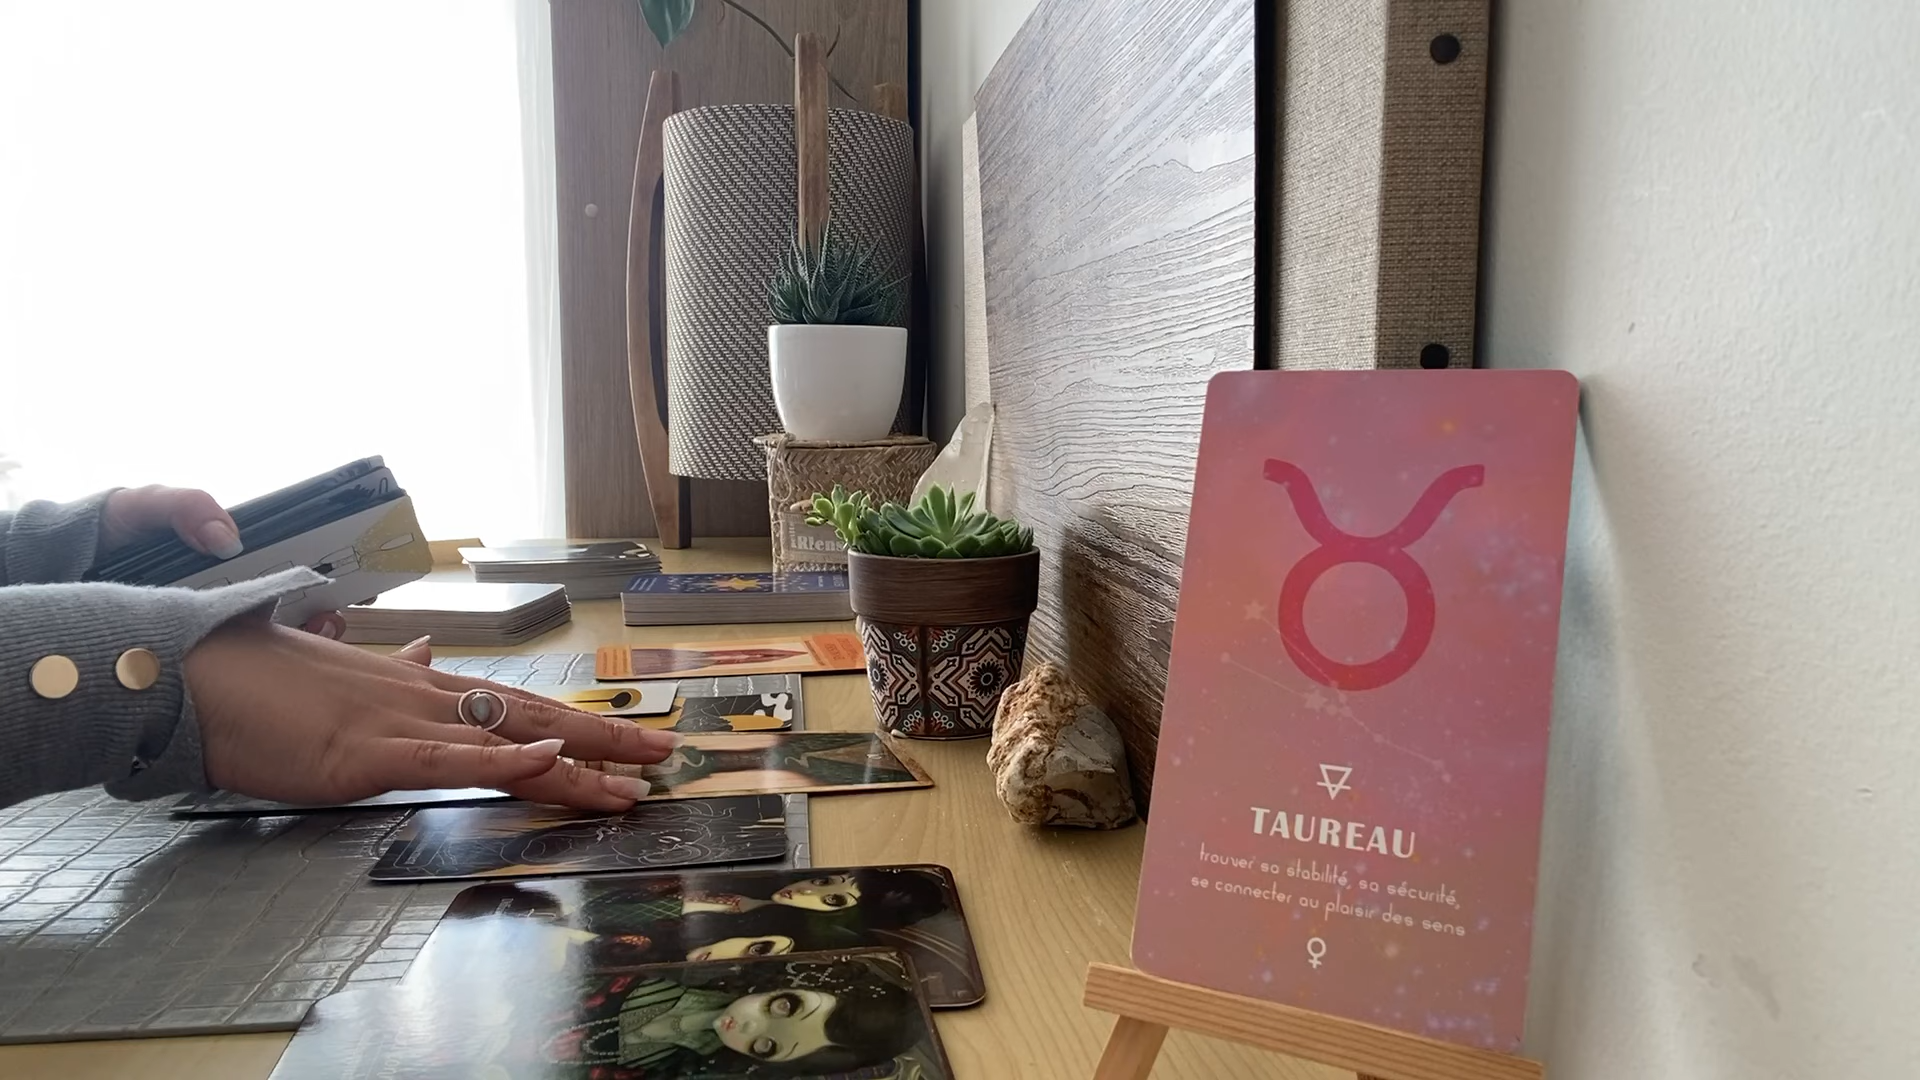 TAUREAU
trouver sa stabilité, sa sécurité,
se connecter au plaisir des sens